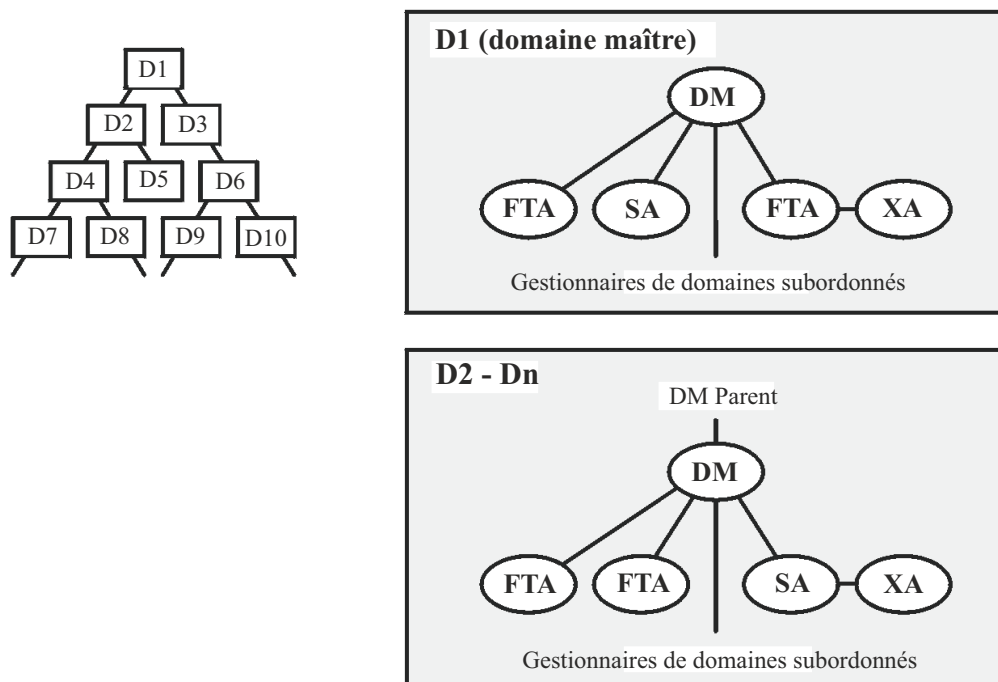 D1
D2 D3
D4 D5 D6
D7 D8 D9 D10
D1 (domaine maître)
DM
FTA SA FTA XA
Gestionnaires de domaines subordonnés
D2 - Dn
DM Parent
DM
FTA FTA SA XA
Gestionnaires de domaines subordonnés